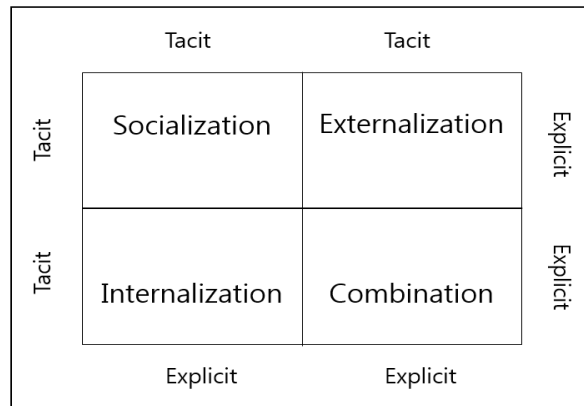 Tacit Tacit
Tacit Socialization Externalization Explicit
Tacit Internalization Combination Explicit
Explicit Explicit